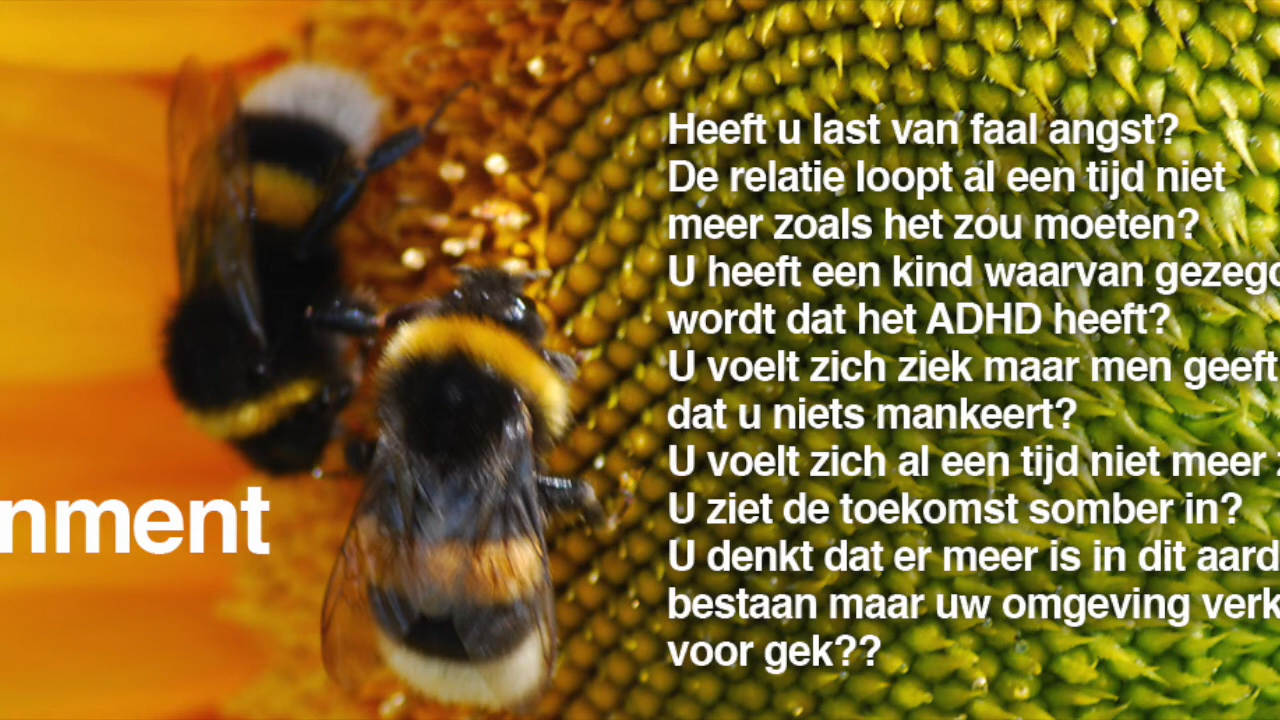 Heeft u last van faal angst?
De relatie loopt al een tijd niet
meer zoals het zou moeten?
U heeft een kind waarvan
wordt dat het ADHD heeft?
U voelt zich ziek maar men geeft
dat u niets mankeert?
U voelt zich al een tijd niet meer
U ziet de toekomst somber in?
U denkt dat er meer is in dit aard
bestaan maar uw omgeving verk
voor gek??
nment